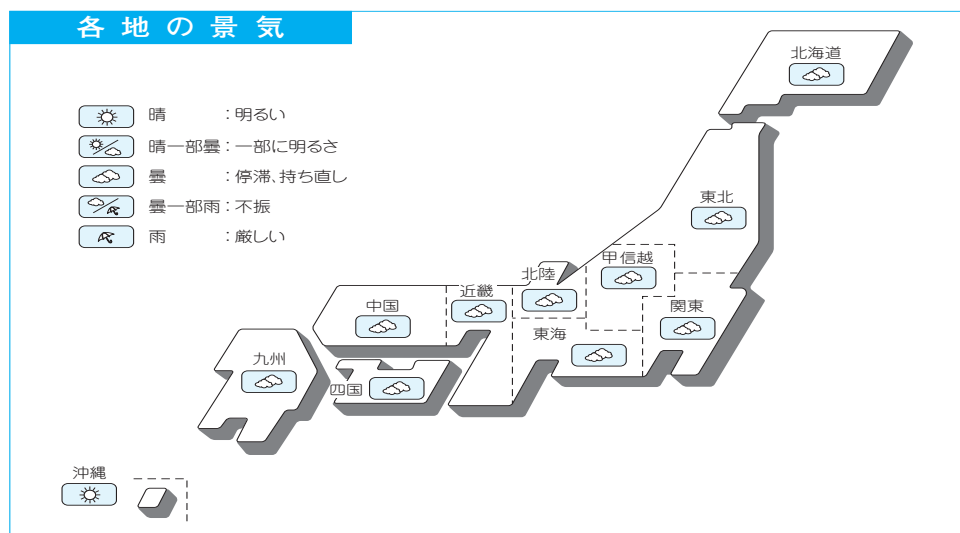 各地の景気
晴：明るい
晴一部曇：一部に明るさ
曇：停滞、持ち直し
曇一部雨：不振
雨：厳しい
北海道
東北
甲信越
北陸
近畿
中国
関東
東海
九州
四国
沖縄